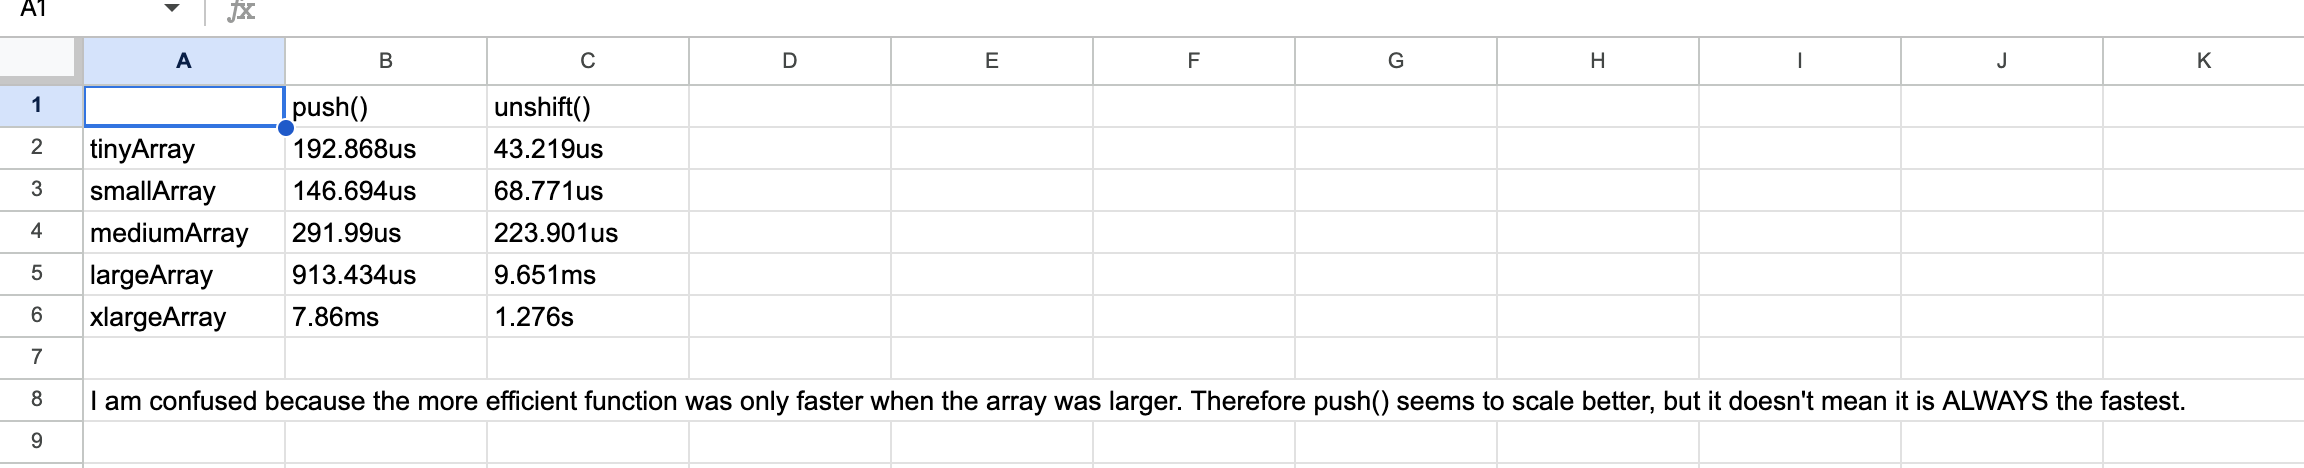 A1 fx
A B C D E F G H I J K
1 push() unshift()
2 tinyArray 192.868us 43.219us
3 smallArray 146.694us 68.771us
4 mediumArray 291.99us 223.901us
5 largeArray 913.434us 9.651ms
6 xlargeArray 7.86ms 1.276s
7
8 I am confused because the more efficient function was only faster when the array was larger. Therefore push() seems to scale better, but it doesn't mean it is ALWAYS the fastest.
9